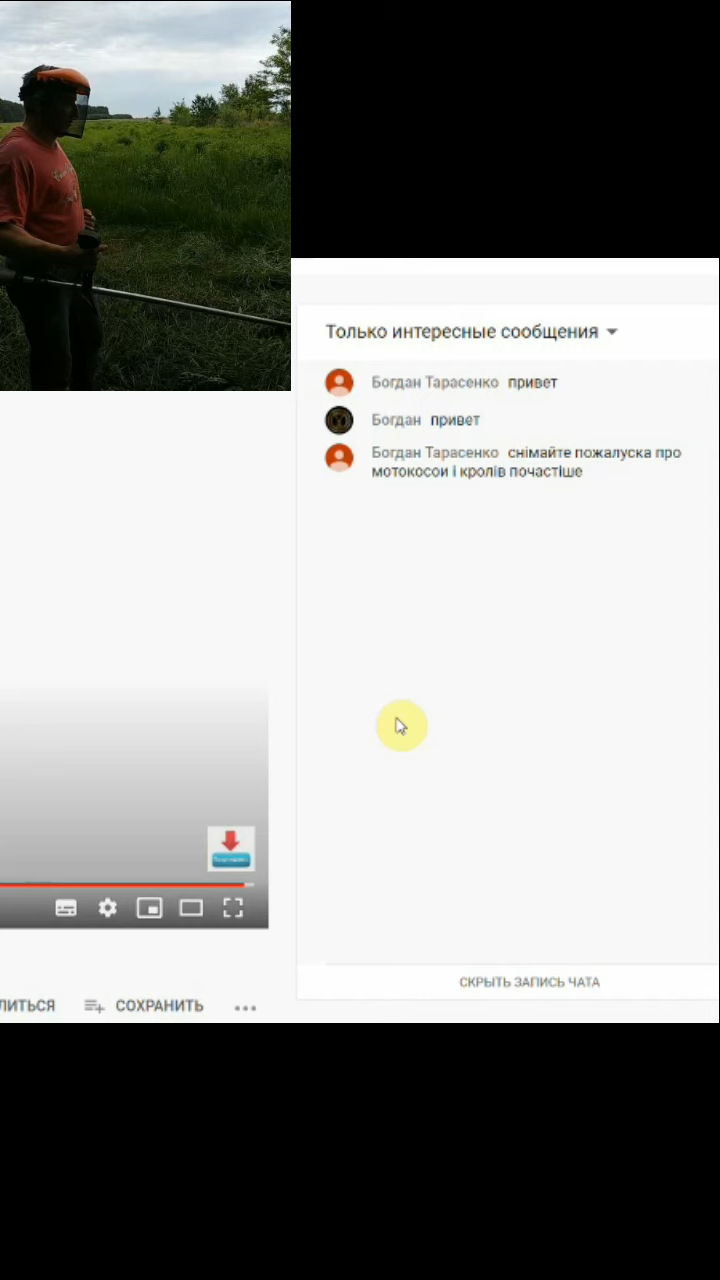 Только интересные сообщения
Богдан Тарасенко привет
Богдан привет
Богдан Тарасенко снімайте пожалуска про
мотокосои і кролів почастіше
СКРЫТЬ ЗАПИСЬ ЧАТА
ЛИТЬСЯ СОХРАНИТЬ